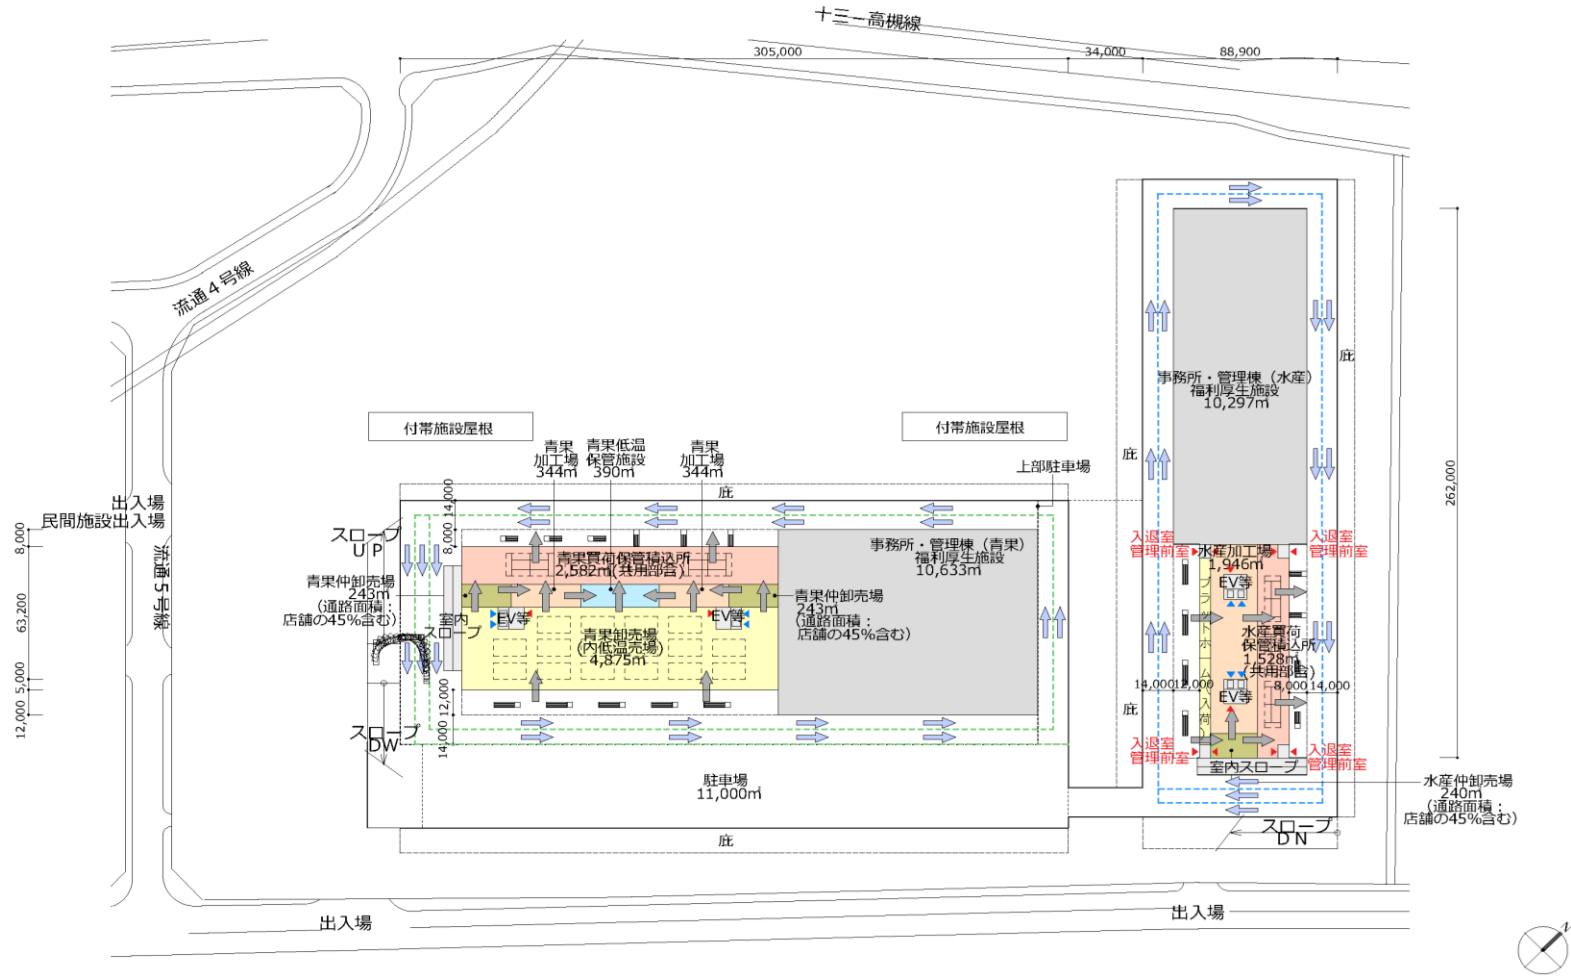 十三ー高槻線
305,000
34,000
88,900
流通４号線
庇
事務所・管理棟（水産）
福利厚生施設
10,297㎡
付帯施設屋根
付帯施設屋根
青果
加工場
344㎡
青果低温
保管施設
390㎡
青果
加工場
344㎡
上部駐車場
庇
262,000
出入場
民間施設出入場
庇
14,000
スロープ
ＵＰ
8,000
8,000
流通５号線
青果買荷保管積込所
2,582㎡(共用部含)
事務所・管理棟（青果）
福利厚生施設
10,633㎡
入退室
管理前室
水産加工場
1,946㎡
入退室
管理前室
EV等
青果仲卸売場
243㎡
（通路面積：
店舗の45%含む）
室内
スロープ
EV等
EV等
青果仲卸売場
243㎡
（通路面積：
店舗の45%含む）
63,200
青果卸売場
(内低温売場)
4,875㎡
プラットホーム（入荷）
水産買荷
保管積込所
1,528㎡
（共用部含）
5,000
12,000
12,000
14,000
14,000
12,000
8,000
14,000
EV等
庇
スロープ
DW
入退室
管理前室
入退室
管理前室
室内スロープ
駐車場
11,000㎡
水産仲卸売場
240㎡
（通路面積：
店舗の45%含む）
スロープ
ＤＮ
庇
出入場
出入場
N